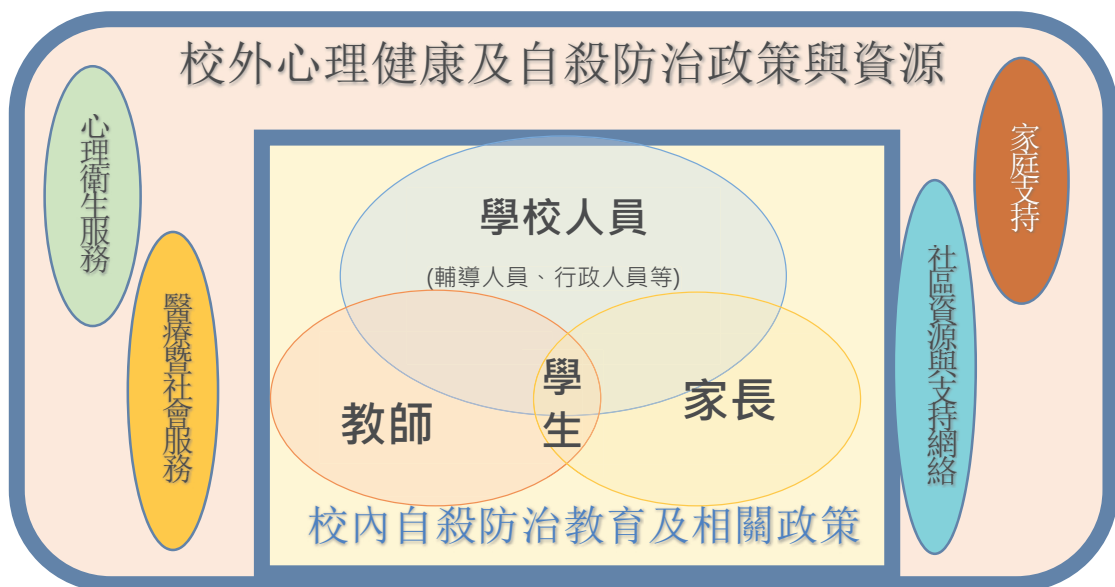 校外心理健康及自殺防治政策與資源
心理衛生服務
醫療暨社會服務
學校人員
(輔導人員、行政人員等)
教師
學生
家長
校內自殺防治教育及相關政策
家庭支持
社區資源與支持網絡